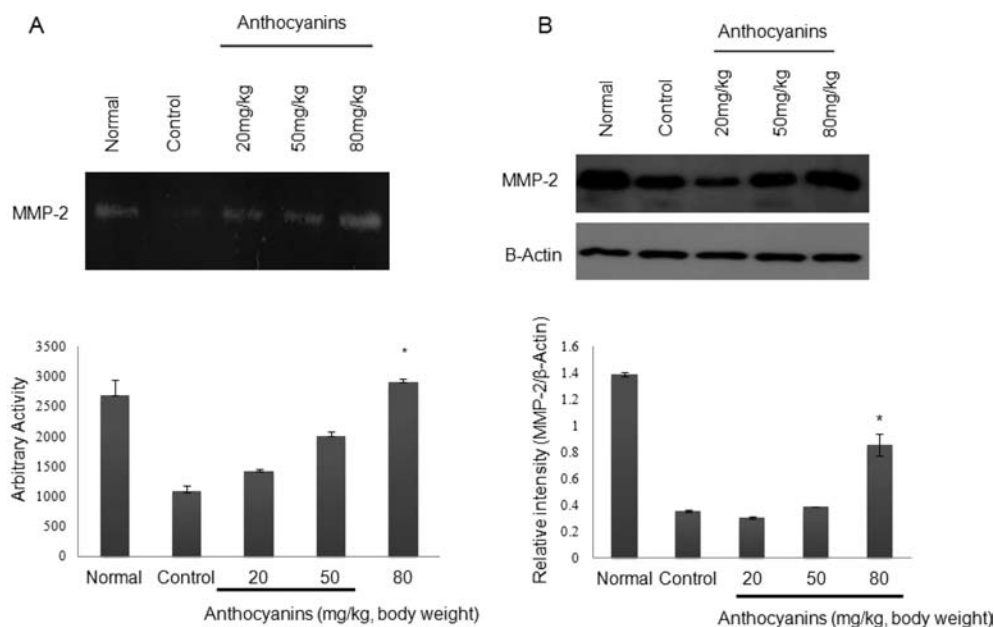 A
Anthocyanins
Normal
Control
20mg/kg
50mg/kg
80mg/kg
MMP-2
Arbitrary Activity
3500
3000
2500
2000
1500
1000
500
0
*
Normal Control 20 50 80
Anthocyanins (mg/kg, body weight)
B
Anthocyanins
Normal
Control
20mg/kg
50mg/kg
80mg/kg
MMP-2
B-Actin
Relative intensity (MMP-2/β-Actin)
1.6
1.4
1.2
1
0.8
0.6
0.4
0.2
0
*
Normal Control 20 50 80
Anthocyanins (mg/kg, body weight)